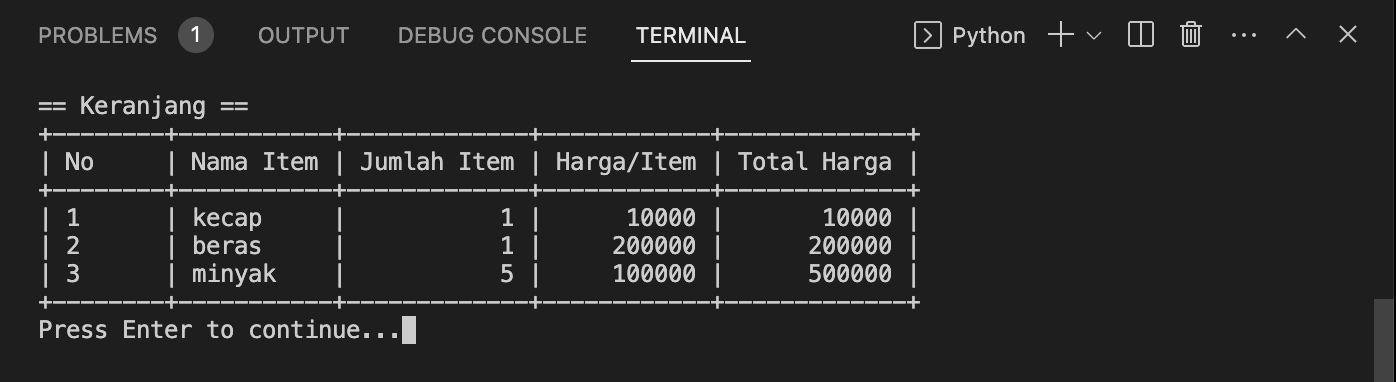 PROBLEMS 1 OUTPUT DEBUG CONSOLE TERMINAL Python
== Keranjang ==
+--------+-----------+-------------+------------+-------------+
| No     | Nama Item | Jumlah Item | Harga/Item | Total Harga |
+--------+-----------+-------------+------------+-------------+
| 1      | kecap     |           1 |      10000 |       10000 |
| 2      | beras     |           1 |     200000 |      200000 |
| 3      | minyak    |           5 |     100000 |      500000 |
+--------+-----------+-------------+------------+-------------+
Press Enter to continue...